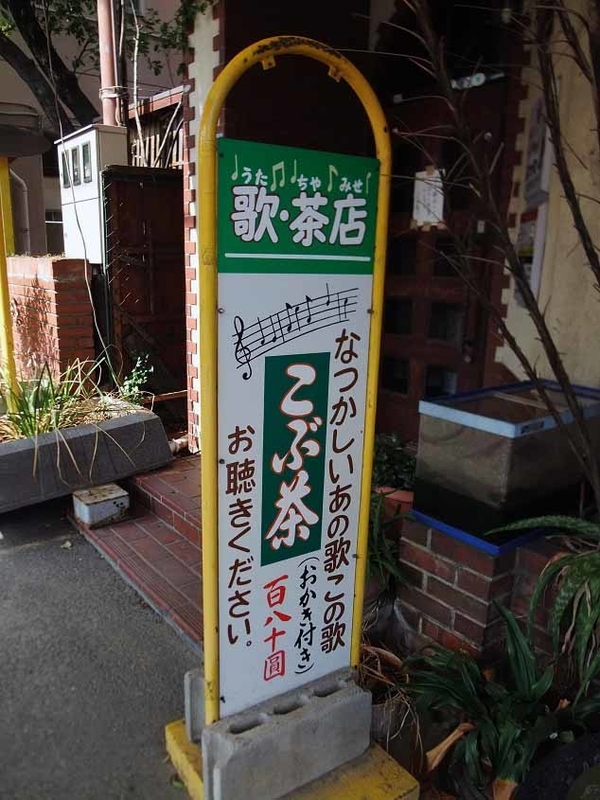 うた ちゃ みせ
歌・茶店
なつかしいあの歌この歌
こぶ茶
(おかき付き)
百八十圓
お聴きください。